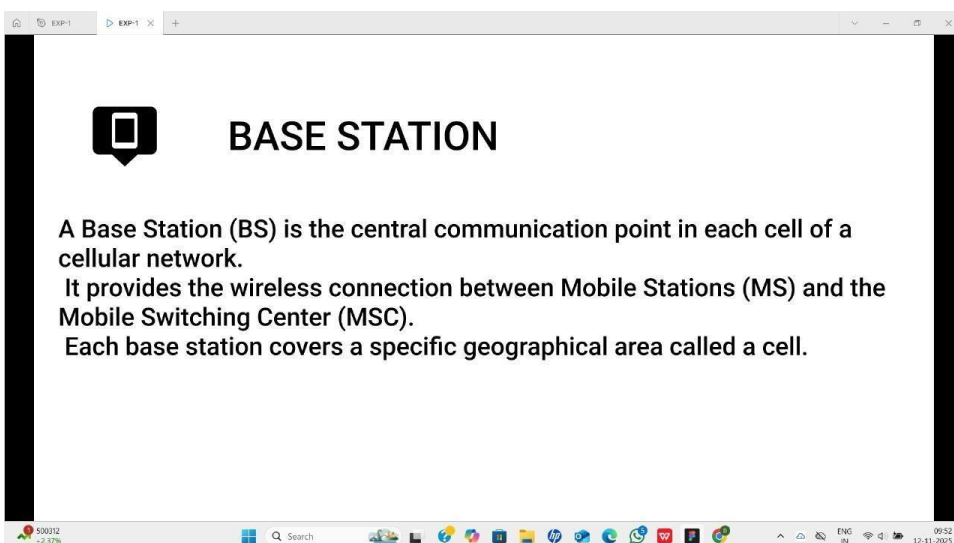 EXP-1
EXP-1
BASE STATION
A Base Station (BS) is the central communication point in each cell of a
cellular network.
It provides the wireless connection between Mobile Stations (MS) and the
Mobile Switching Center (MSC).
Each base station covers a specific geographical area called a cell.
500312
+2.37%
Search
ENG
IN
09:52
12-11-2025